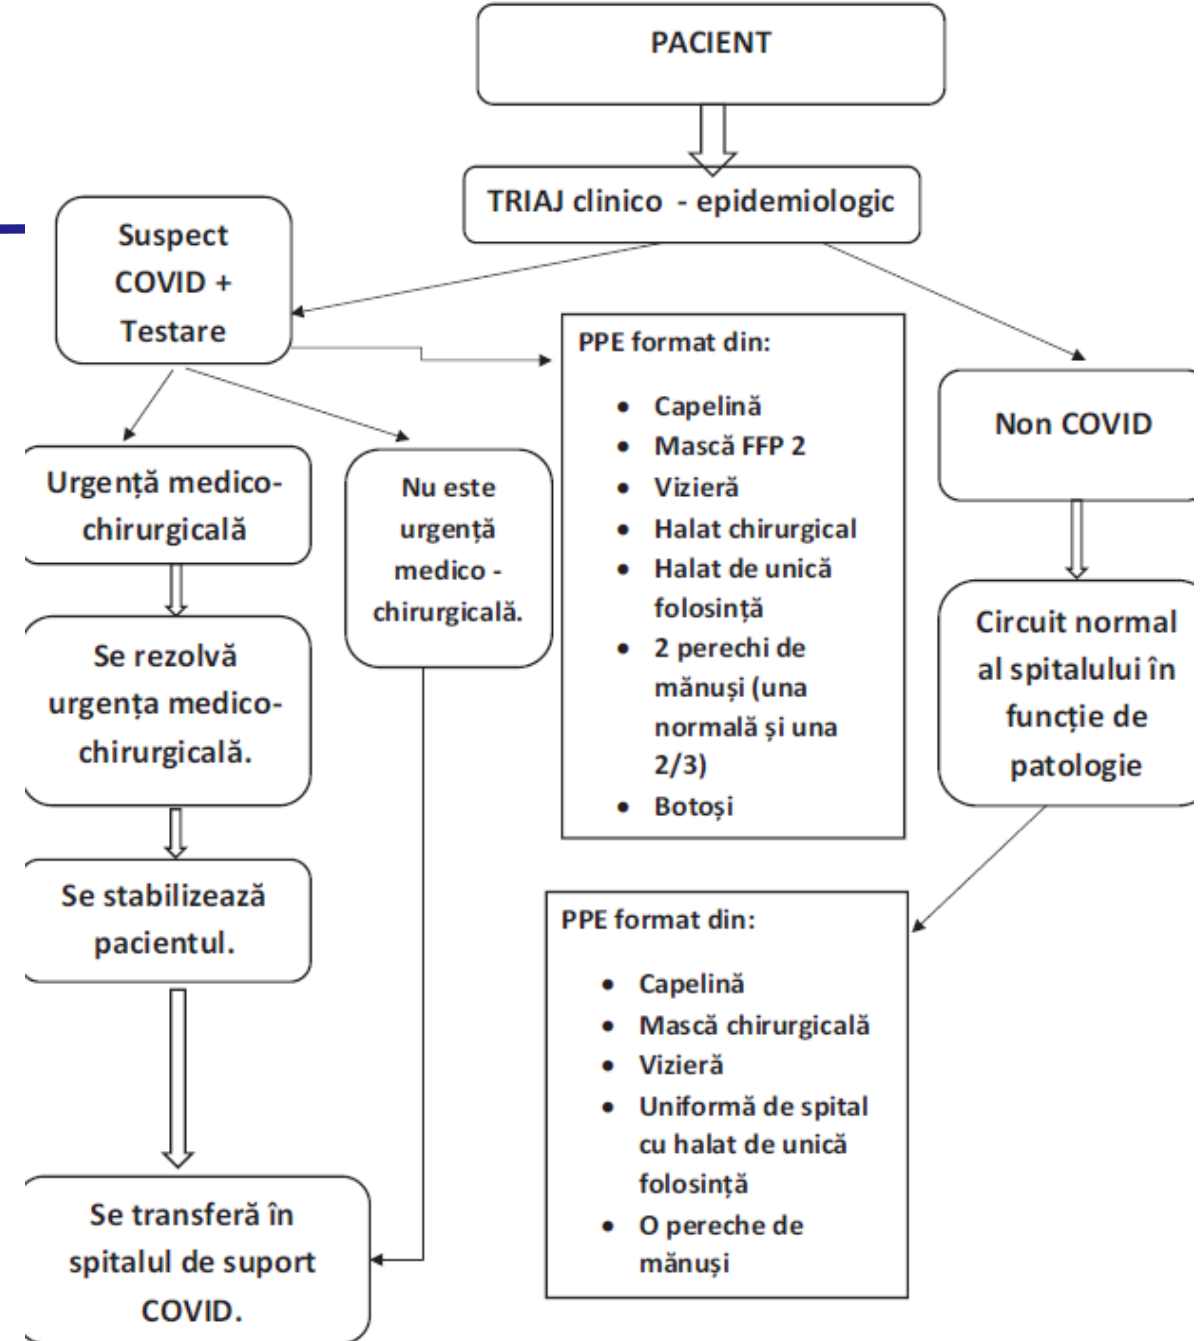 PACIENT
TRIAJ clinico - epidemiologic
Suspect
COVID +
Testare
PPE format din:
• Capelină
• Mască FFP 2
• Vizieră
• Halat chirurgical
• Halat de unică
folosință
• 2 perechi de
mănuși (una
normală și una
2/3)
• Botoși
Non COVID
Urgență medico-
chirurgicală
Nu este
urgență
medico -
chirurgicală.
Circuit normal
al spitalului în
funcție de
patologie
Se rezolvă
urgența medico-
chirurgicală.
Se stabilizează
pacientul.
PPE format din:
• Capelină
• Mască chirurgicală
• Vizieră
• Uniformă de spital
cu halat de unică
folosință
• O pereche de
mănuși
Se transferă în
spitalul de suport
COVID.